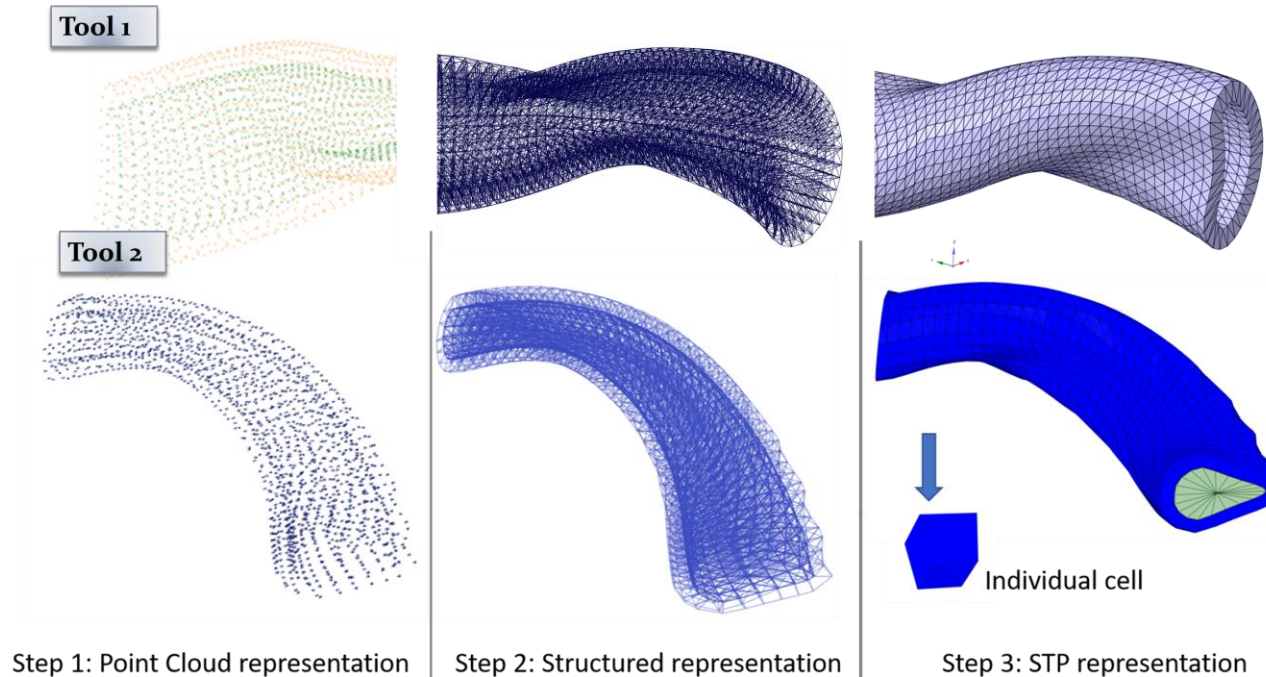 Tool 1
Tool 2
Individual cell
Step 1: Point Cloud representation
Step 2: Structured representation
Step 3: STP representation